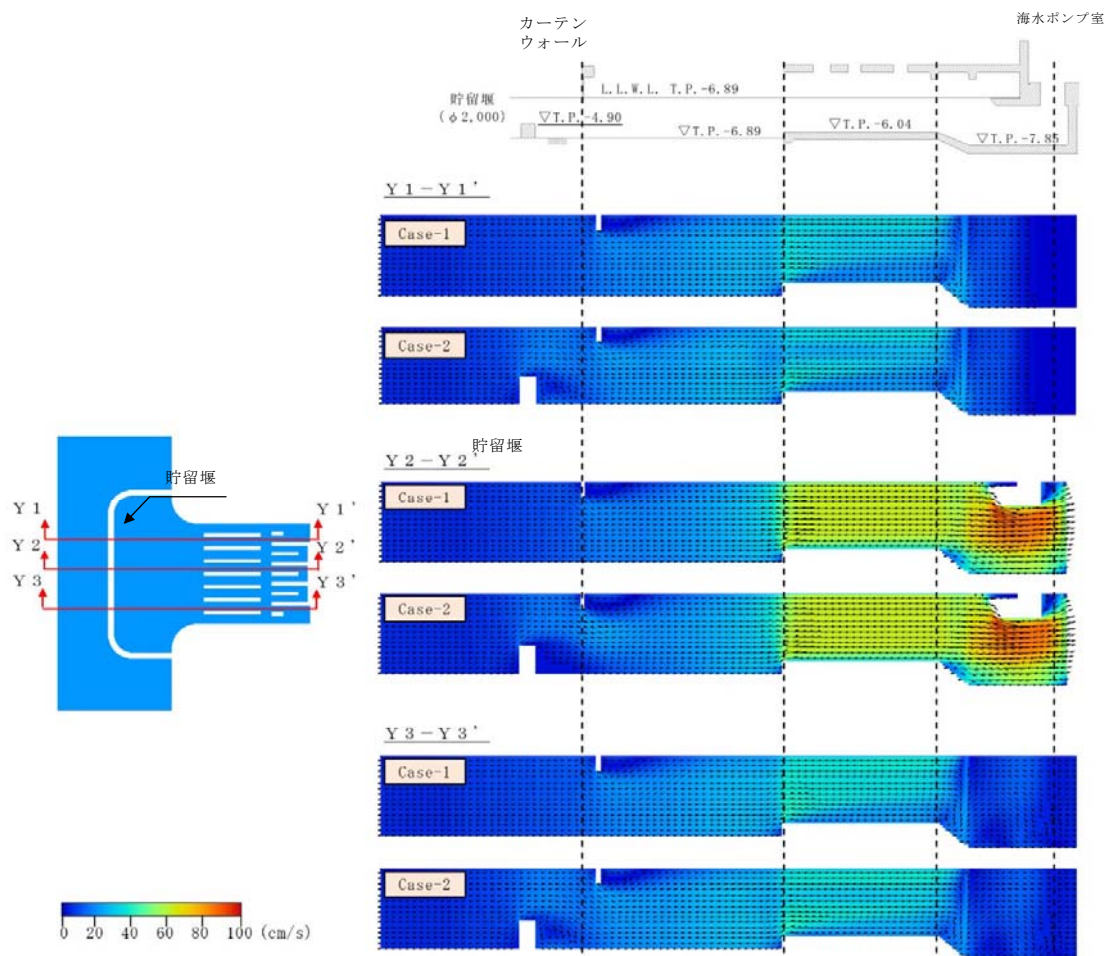 カーテン
ウォール
海水ポンプ室
L.L.W.L. T.P.-6.89
貯留堰
(φ2,000)
▽T.P.-4.90
▽T.P.-6.89
▽T.P.-6.04
▽T.P.-7.85
Y1-Y1'
Case-1
Case-2
貯留堰
Y2-Y2'
Case-1
Case-2
Y3-Y3'
Case-1
Case-2
貯留堰
Y1
Y1'
Y2
Y2'
Y3
Y3'
0 20 40 60 80 100 (cm/s)